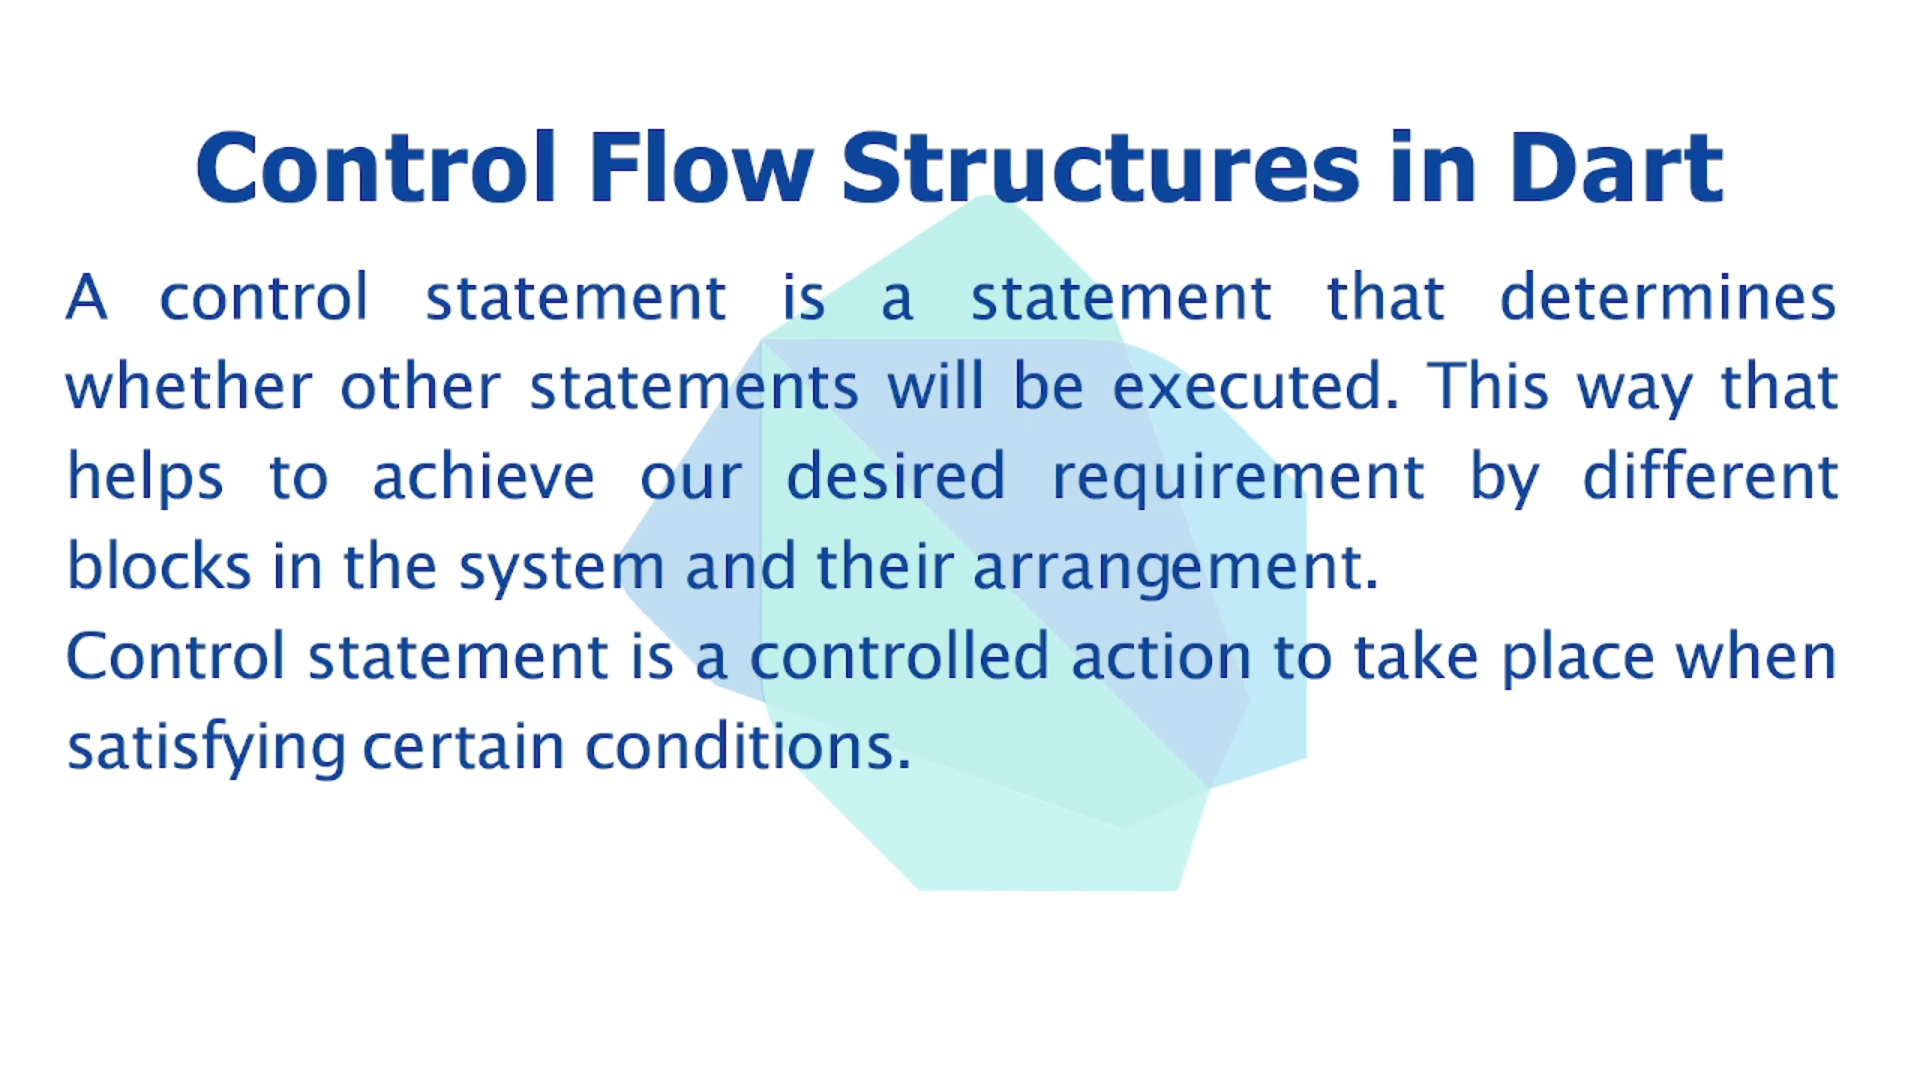 Control Flow Structures in Dart
A control statement is a statement that determines
whether other statements will be executed. This way that
helps to achieve our desired requirement by different
blocks in the system and their arrangement.
Control statement is a controlled action to take place when
satisfying certain conditions.